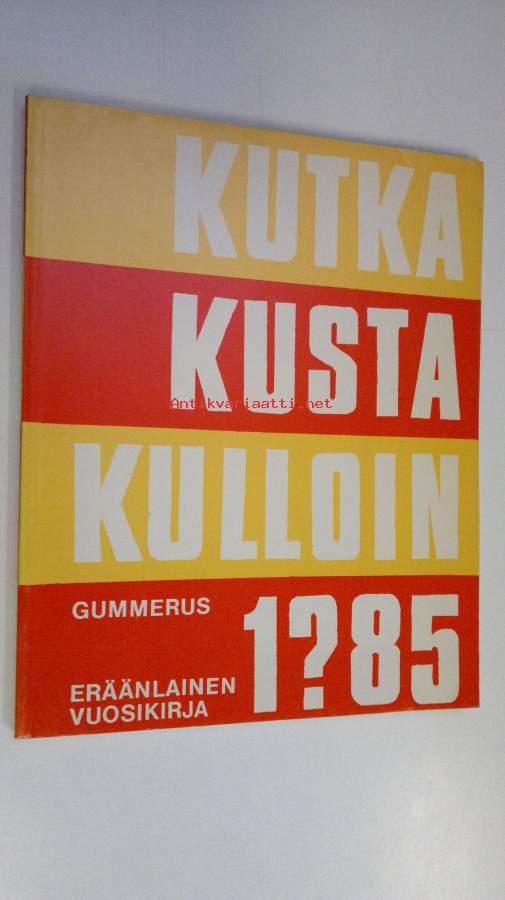 KUTKA
KUSTA
Antikvariaatti.net
KULLOIN
GUMMERUS
1?85
ERÄÄNLAINEN
VUOSIKIRJA